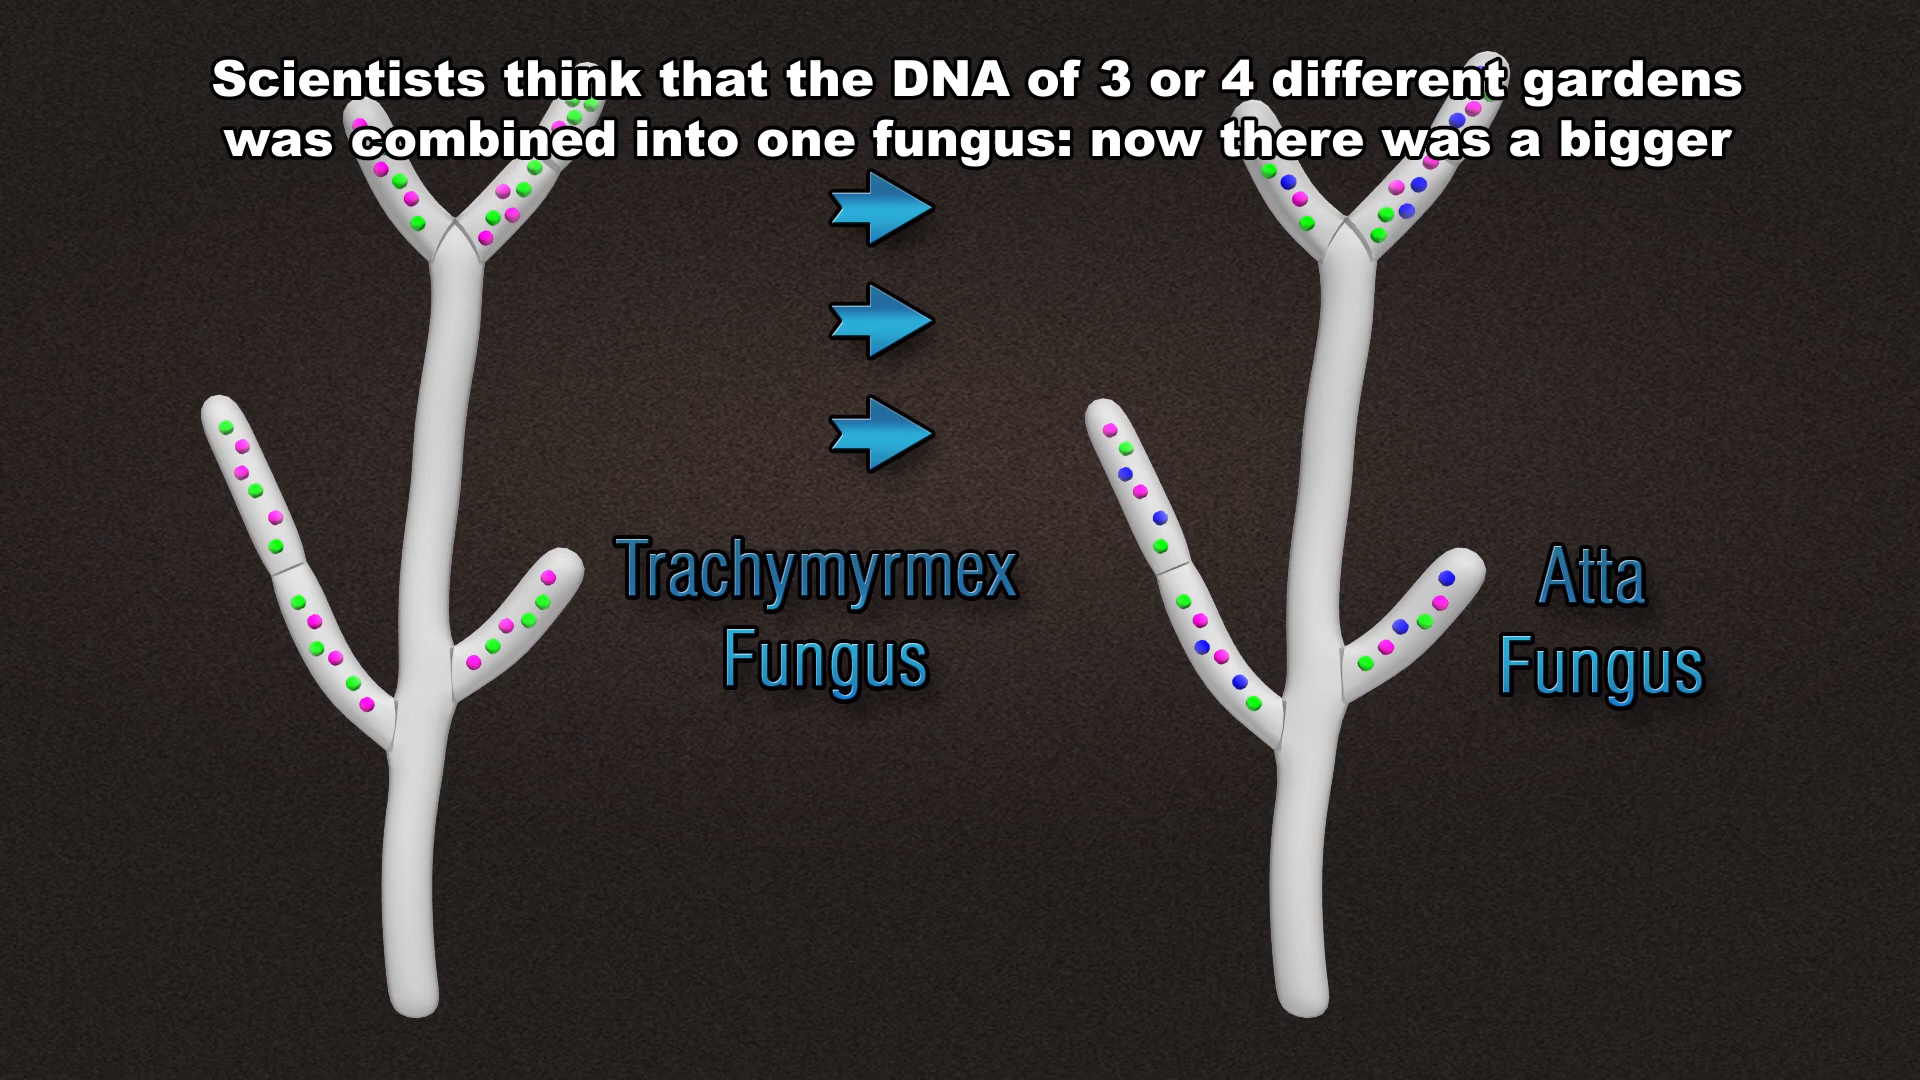 Scientists think that the DNA of 3 or 4 different gardens
was combined into one fungus: now there was a bigger
Trachymyrmex
Fungus
Atta
Fungus